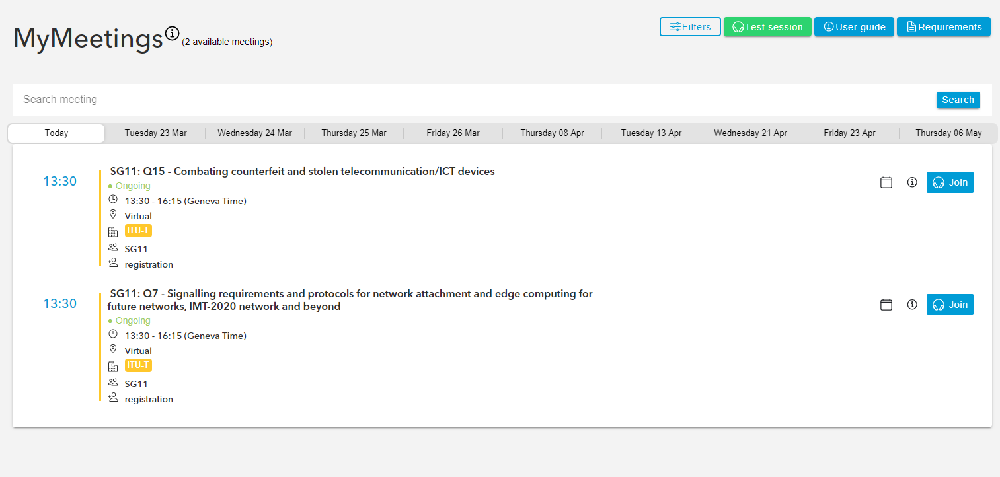 MyMeetings (2 available meetings)
Filters Test session User guide Requirements
Search meeting Search
Today Tuesday 23 Mar Wednesday 24 Mar Thursday 25 Mar Friday 26 Mar Thursday 08 Apr Tuesday 13 Apr Wednesday 21 Apr Friday 23 Apr Thursday 06 May
13:30
SG11: Q15 - Combating counterfeit and stolen telecommunication/ICT devices
Ongoing
13:30 - 16:15 (Geneva Time)
Virtual
ITU-T
SG11
registration
Join
13:30
SG11: Q7 - Signalling requirements and protocols for network attachment and edge computing for
future networks, IMT-2020 network and beyond
Ongoing
13:30 - 16:15 (Geneva Time)
Virtual
ITU-T
SG11
registration
Join